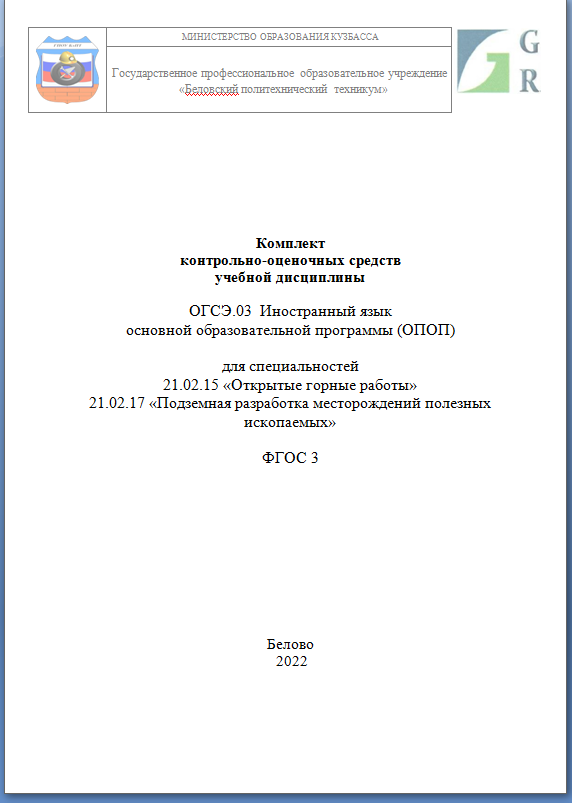 МИНИСТЕРСТВО ОБРАЗОВАНИЯ КУЗБАССА
Государственное профессиональное образовательное учреждение
«Беловский политехнический техникум»
G
R
Комплект
контрольно-оценочных средств
учебной дисциплины
ОГСЭ.03 Иностранный язык
основной образовательной программы (ОПОП)
для специальностей
21.02.15 «Открытые горные работы»
21.02.17 «Подземная разработка месторождений полезных
ископаемых»
ФГОС 3
Белово
2022